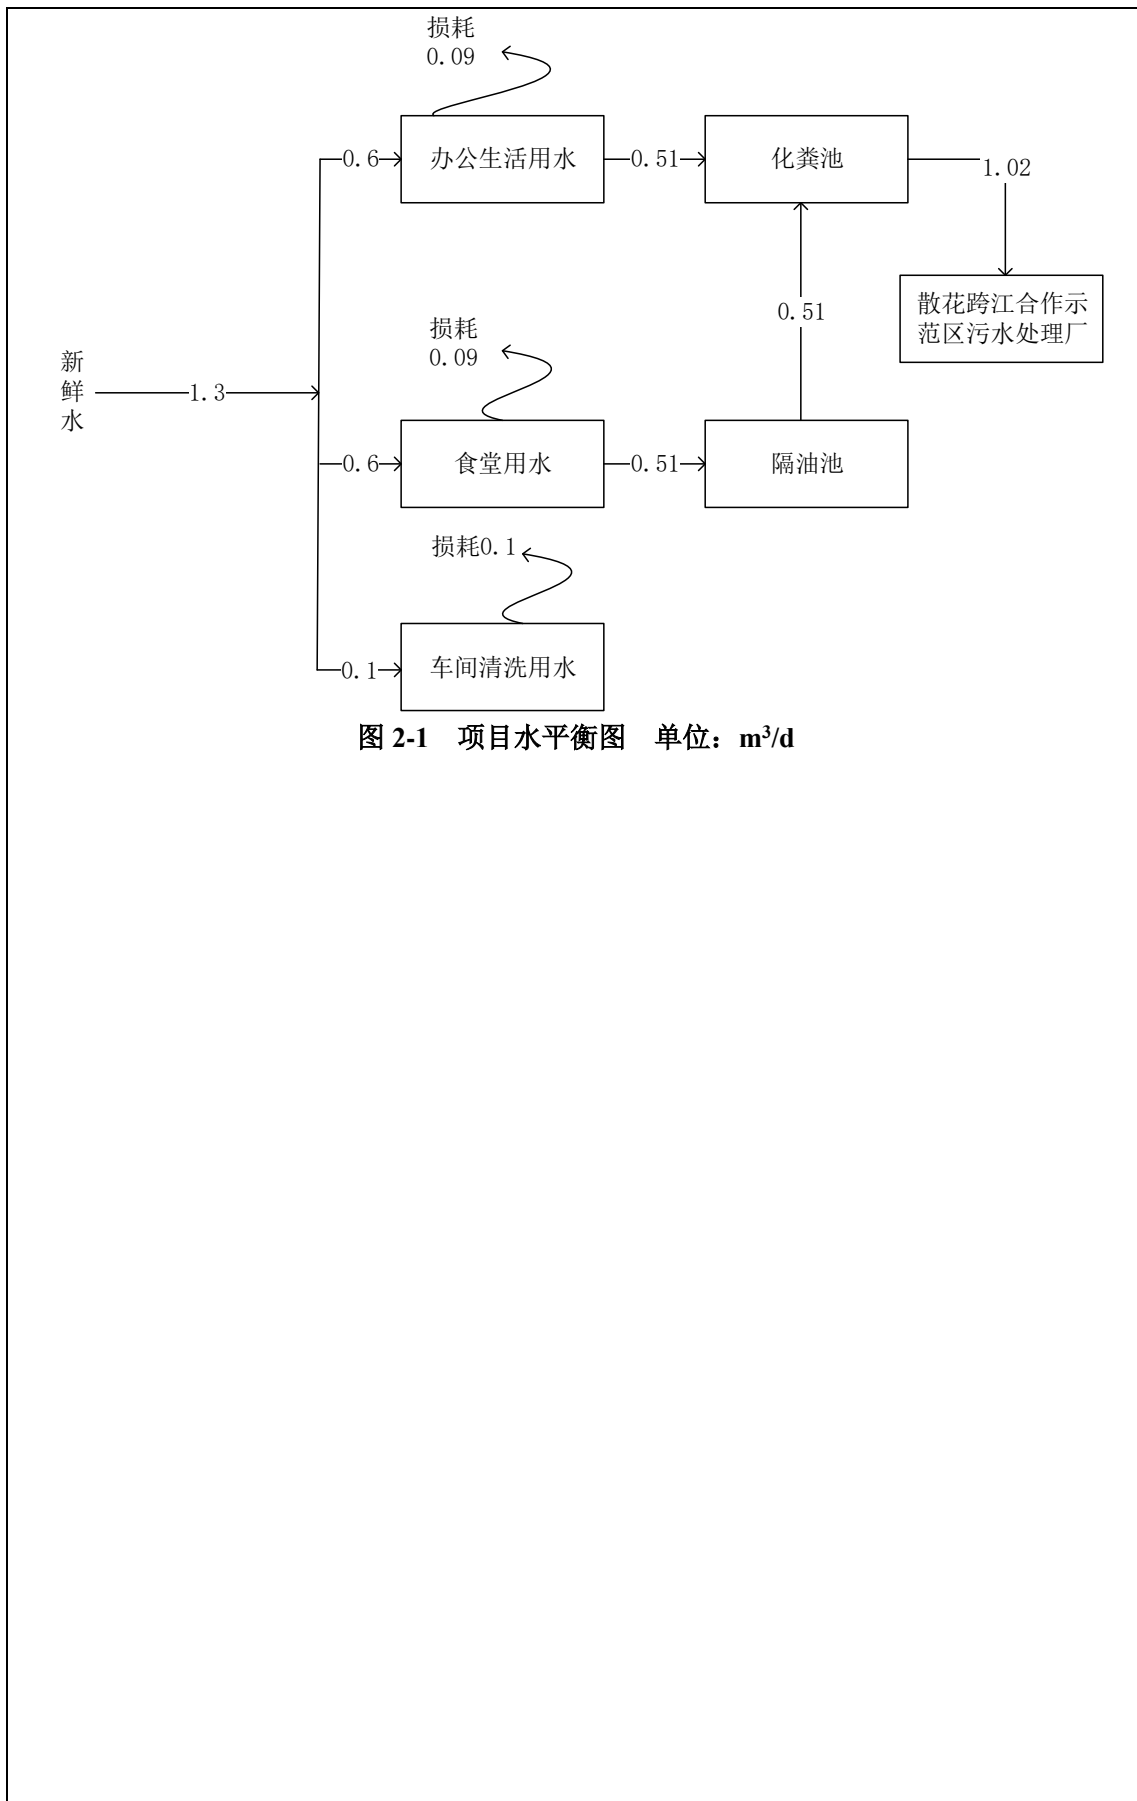 损耗
0.09
0.6
办公生活用水
0.51
化粪池
1.02
散花跨江合作示
范区污水处理厂
0.51
损耗
0.09
新
鲜
水
1.3
0.6
食堂用水
0.51
隔油池
损耗0.1
0.1
车间清洗用水
图 2-1 项目水平衡图 单位：m³/d